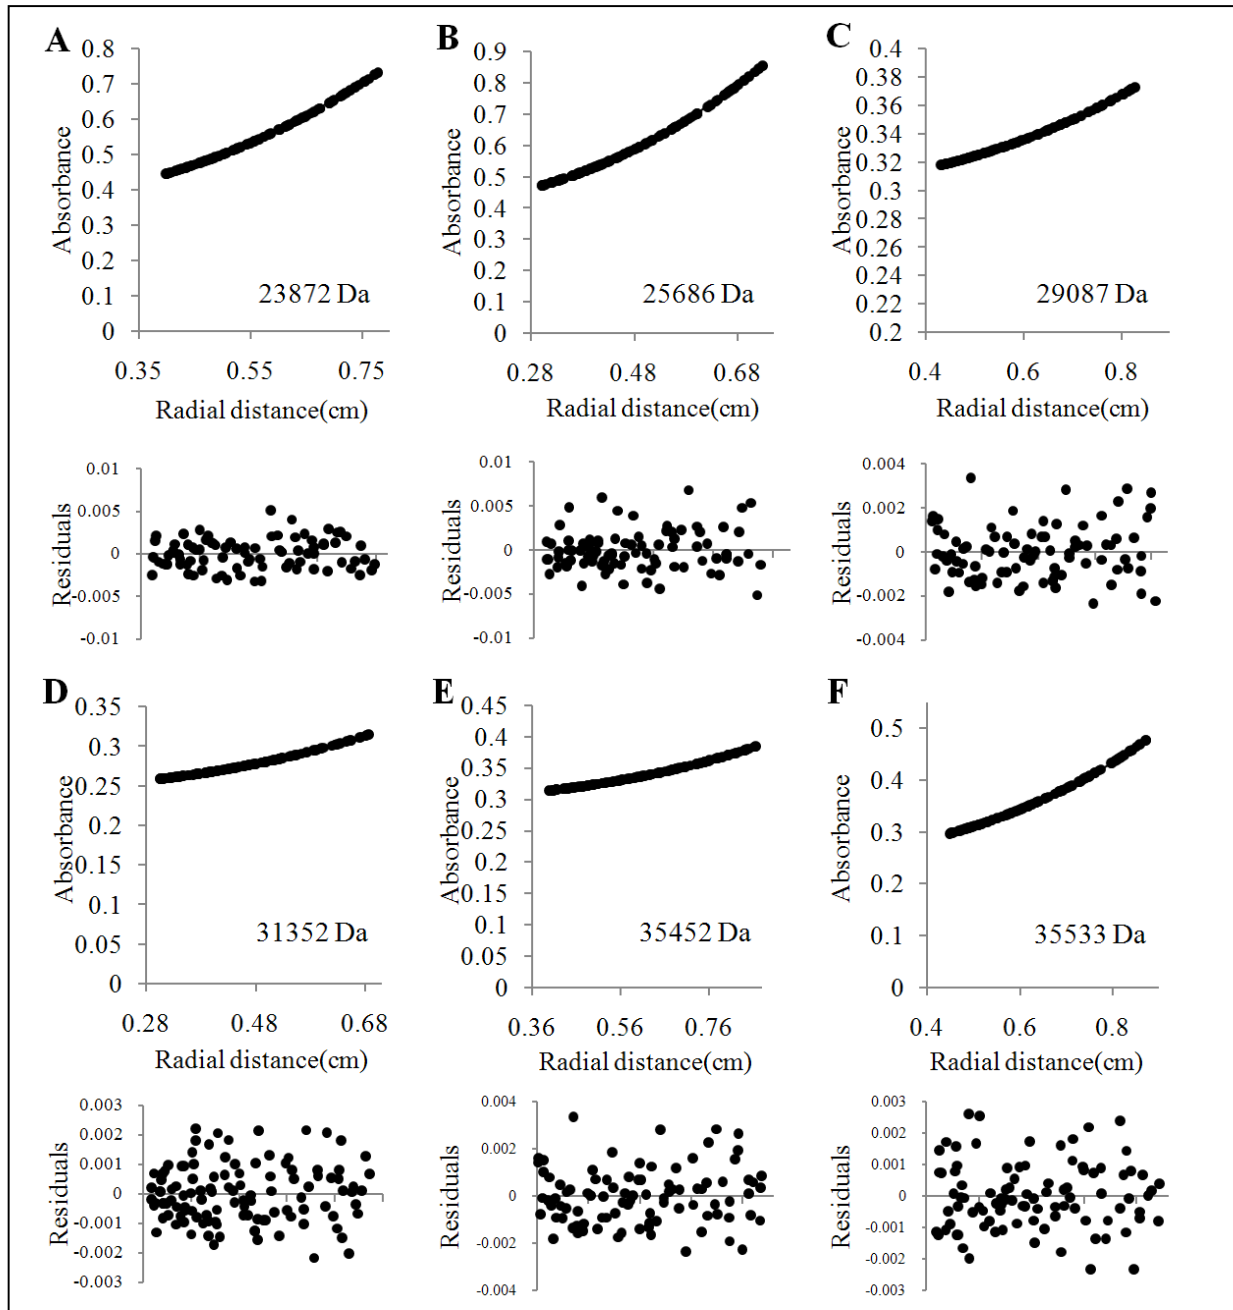 A
0.8
0.7
0.6
0.5
0.4
0.3
0.2
0.1
0
Absorbance
23872 Da
0.35 0.55 0.75
Radial distance(cm)
0.01
0.005
0
-0.005
-0.01
Residuals
B
0.9
0.8
0.7
0.6
0.5
0.4
0.3
0.2
0.1
0
Absorbance
25686 Da
0.28 0.48 0.68
Radial distance(cm)
0.01
0.005
0
-0.005
-0.01
Residuals
C
0.4
0.38
0.36
0.34
0.32
0.3
0.28
0.26
0.24
0.22
0.2
Absorbance
29087 Da
0.4 0.6 0.8
Radial distance(cm)
0.004
0.002
0
-0.002
-0.004
Residuals
D
0.35
0.3
0.25
0.2
0.15
0.1
0.05
0
Absorbance
31352 Da
0.28 0.48 0.68
Radial distance(cm)
0.003
0.002
0.001
0
-0.001
-0.002
-0.003
Residuals
E
0.45
0.4
0.35
0.3
0.25
0.2
0.15
0.1
0.05
0
Absorbance
35452 Da
0.36 0.56 0.76
Radial distance(cm)
0.004
0.002
0
-0.002
-0.004
Residuals
F
0.5
0.4
0.3
0.2
0.1
0
Absorbance
35533 Da
0.4 0.6 0.8
Radial distance(cm)
0.003
0.002
0.001
0
-0.001
-0.002
-0.003
Residuals